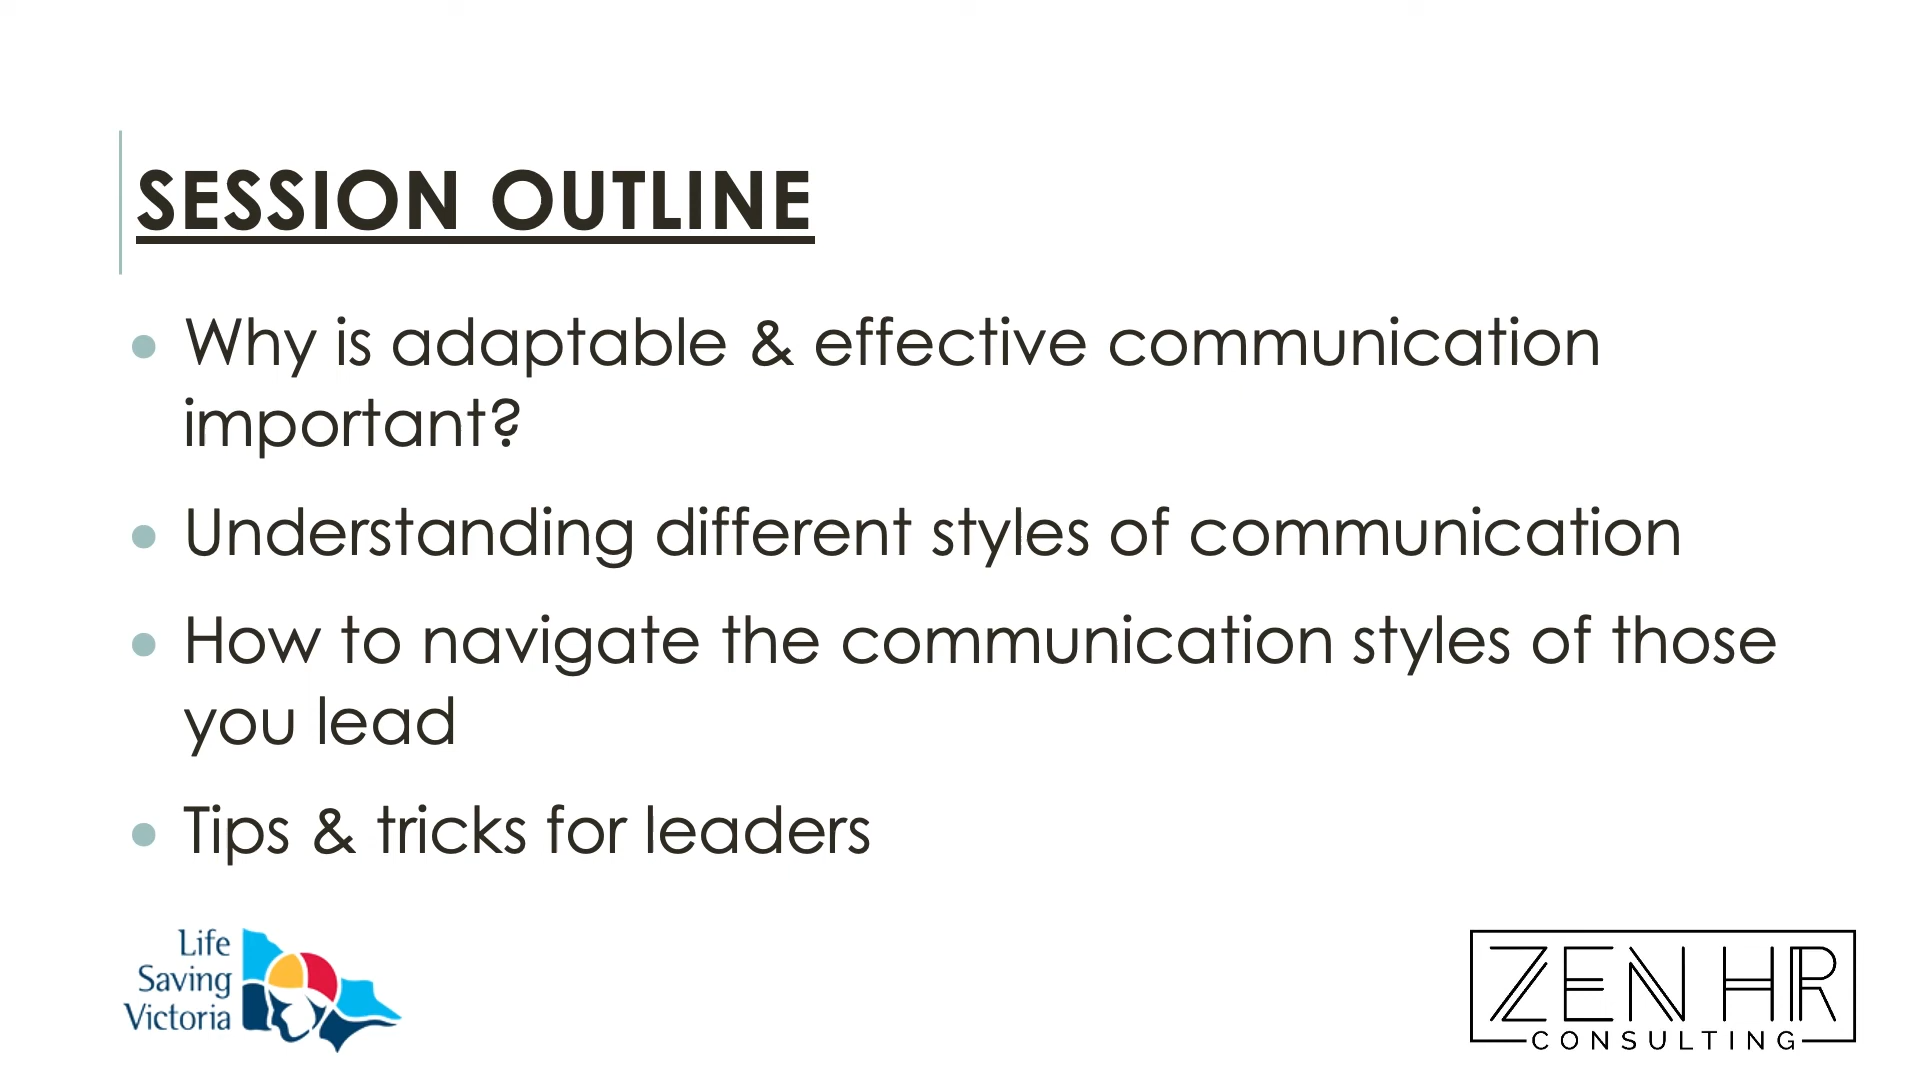 SESSION OUTLINE
Why is adaptable & effective communication
important?
Understanding different styles of communication
How to navigate the communication styles of those
you lead
Tips & tricks for leaders
Life
Saving
Victoria
ZEN HR
CONSULTING